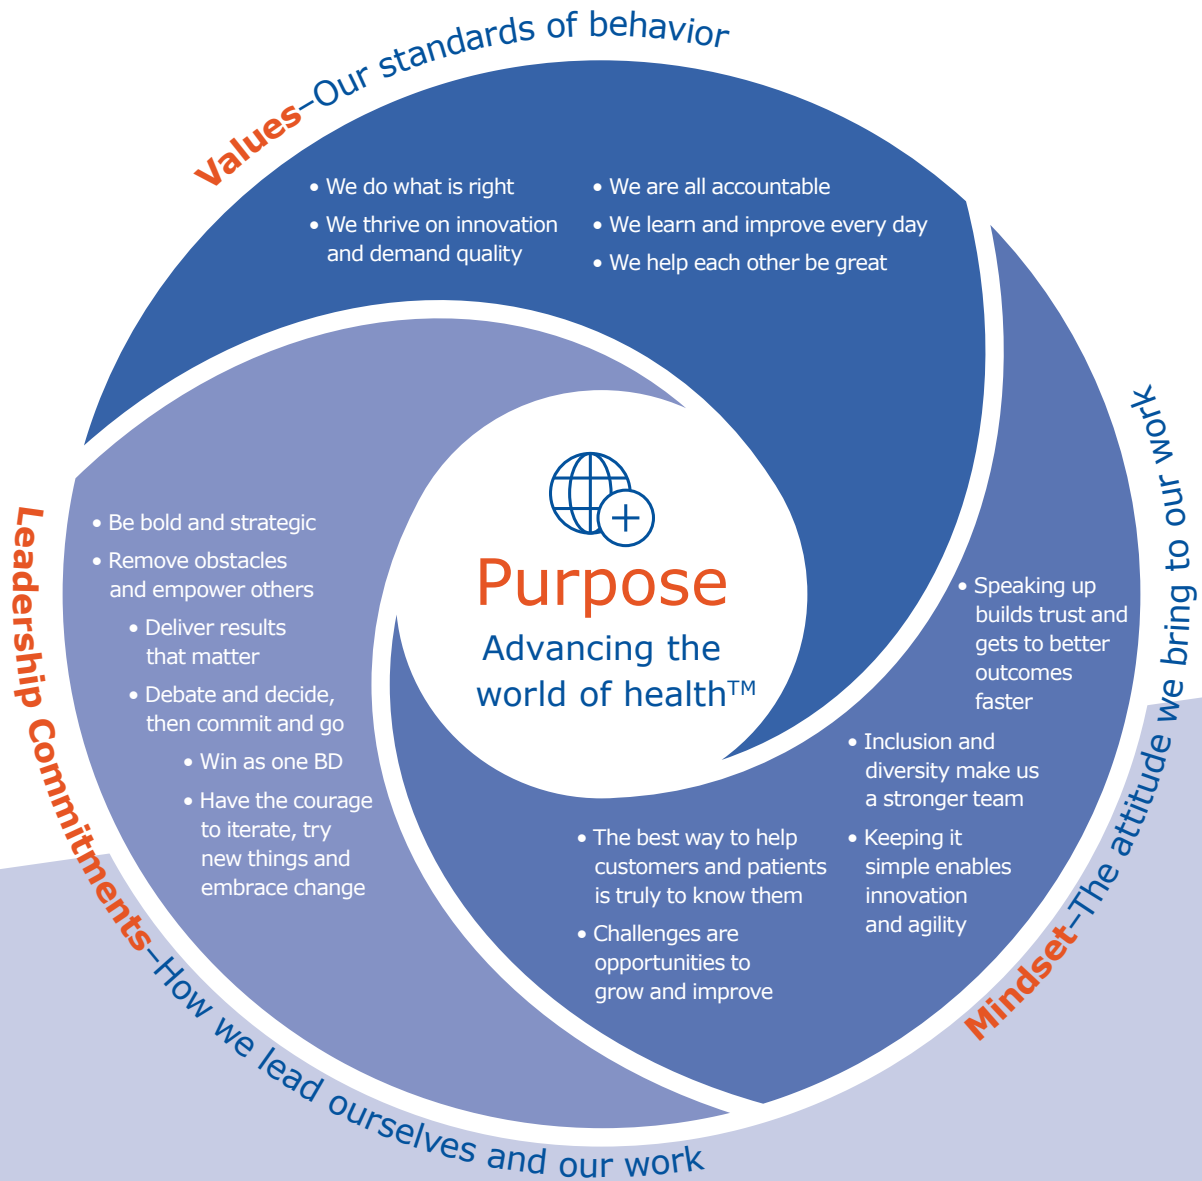 Values–Our standards of behavior
• We do what is right
• We thrive on innovation
and demand quality
• We are all accountable
• We learn and improve every day
• We help each other be great
Leadership Commitments–How we lead ourselves and our work
• Be bold and strategic
• Remove obstacles
and empower others
• Deliver results
that matter
• Debate and decide,
then commit and go
• Win as one BD
• Have the courage
to iterate, try
new things and
embrace change
Purpose
Advancing the
world of health™
Mindset–The attitude we bring to our work
• Speaking up
builds trust and
gets to better
outcomes
faster
• Inclusion and
diversity make us
a stronger team
• Keeping it
simple enables
innovation
and agility
• The best way to help
customers and patients
is truly to know them
• Challenges are
opportunities to
grow and improve